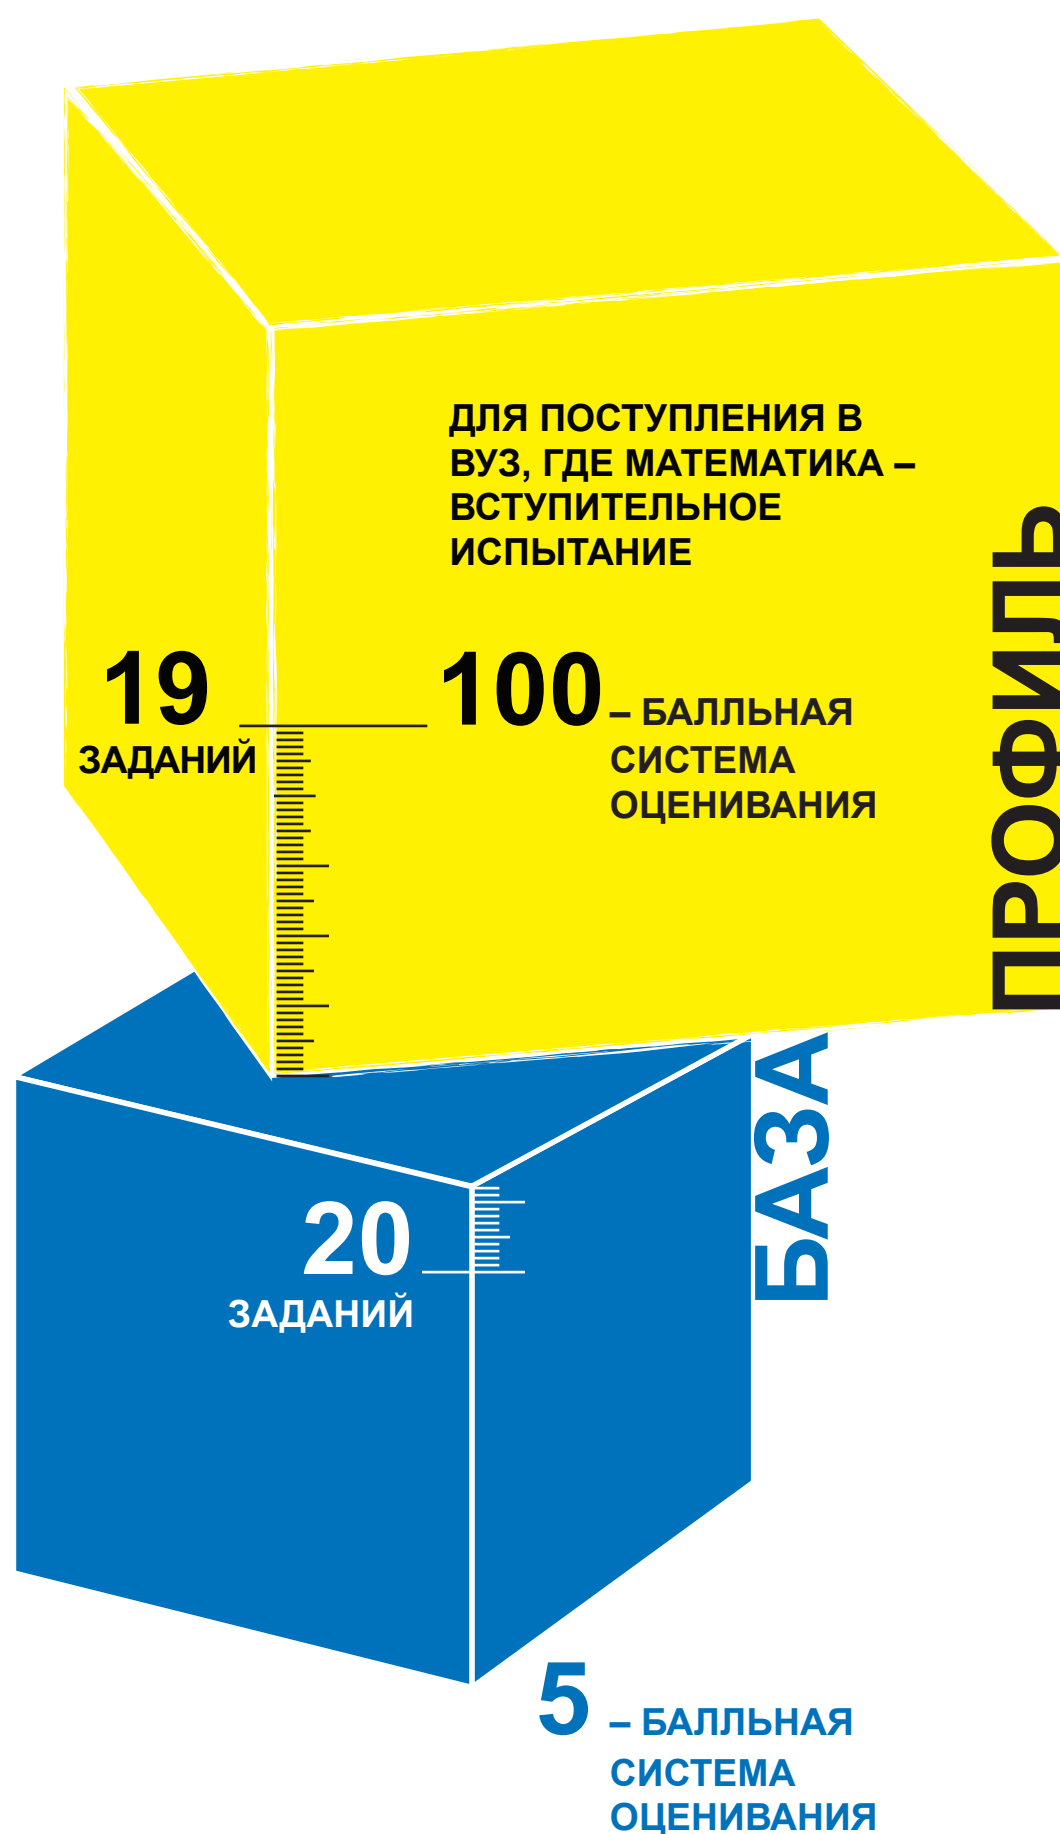 ДЛЯ ПОСТУПЛЕНИЯ В
ВУЗ, ГДЕ МАТЕМАТИКА –
ВСТУПИТЕЛЬНОЕ
ИСПЫТАНИЕ
19
ЗАДАНИЙ
100 – БАЛЛЬНАЯ
СИСТЕМА
ОЦЕНИВАНИЯ
ПРОФИЛЬ
БАЗА
20
ЗАДАНИЙ
5 – БАЛЛЬНАЯ
СИСТЕМА
ОЦЕНИВАНИЯ